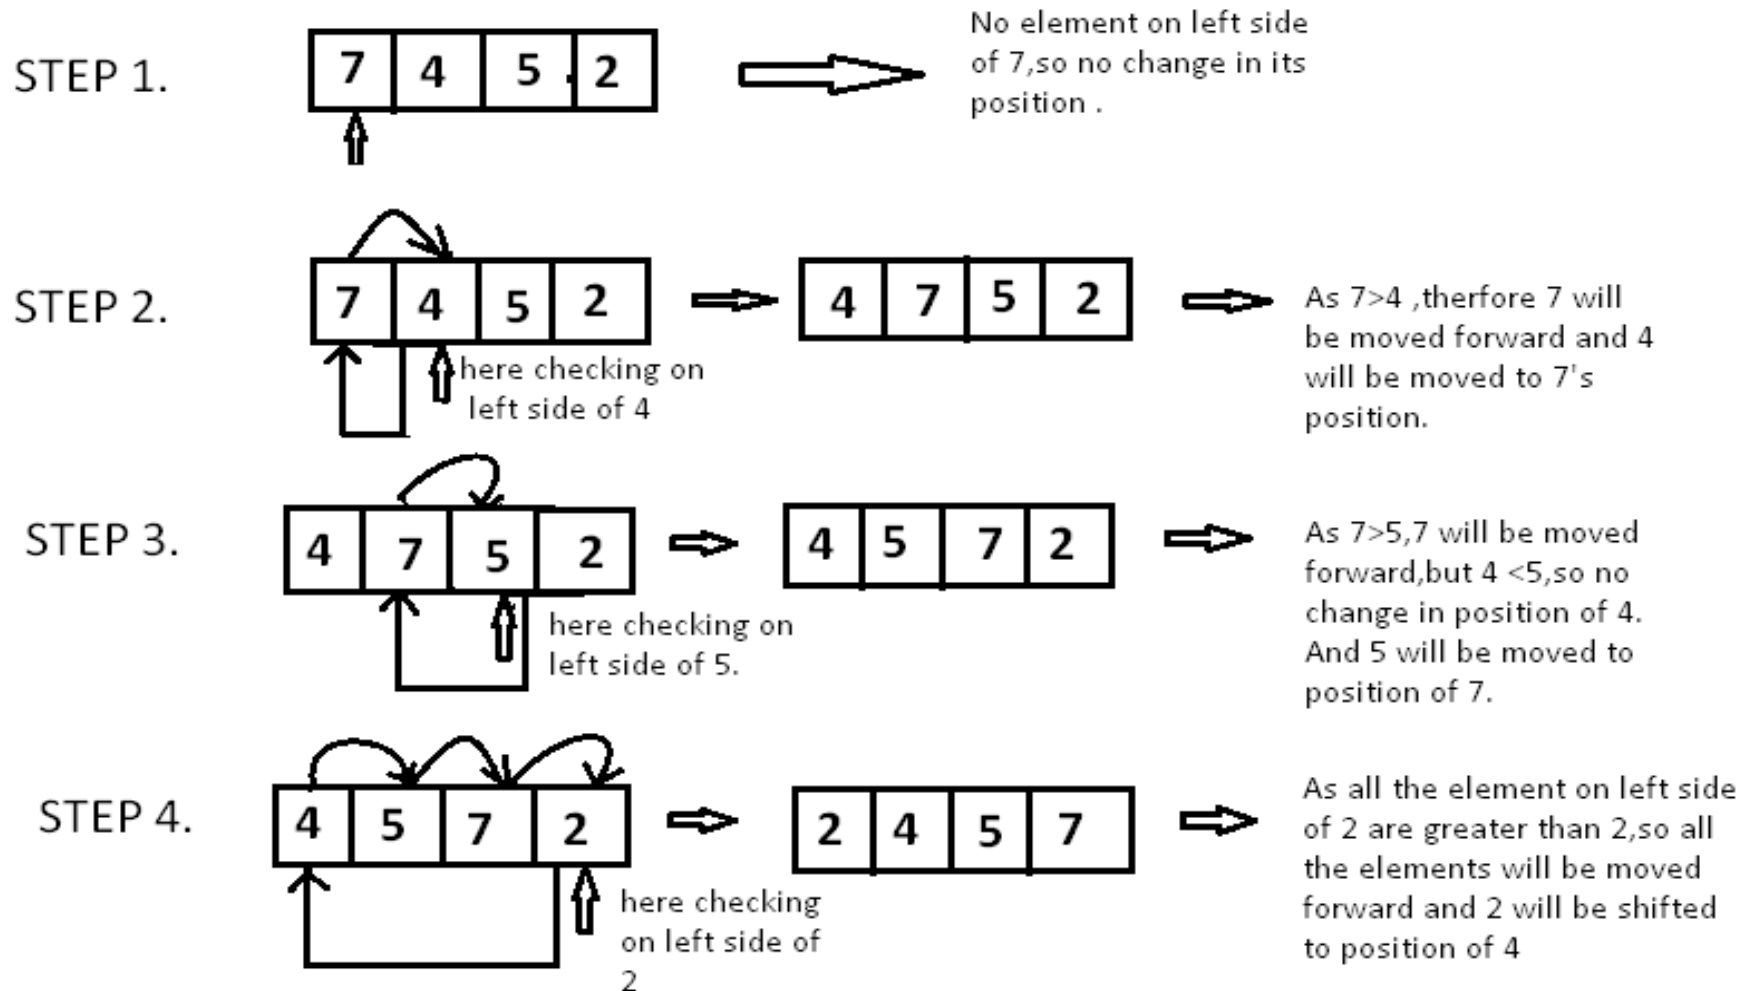 STEP 1.
7 4 5 2
No element on left side
of 7,so no change in its
position .
STEP 2.
7 4 5 2
4 7 5 2
here checking on
left side of 4
As 7>4 ,therfore 7 will
be moved forward and 4
will be moved to 7's
position.
STEP 3.
4 7 5 2
4 5 7 2
here checking on
left side of 5.
As 7>5,7 will be moved
forward,but 4 <5,so no
change in position of 4.
And 5 will be moved to
position of 7.
STEP 4.
4 5 7 2
2 4 5 7
here checking
on left side of
2
As all the element on left side
of 2 are greater than 2,so all
the elements will be moved
forward and 2 will be shifted
to position of 4